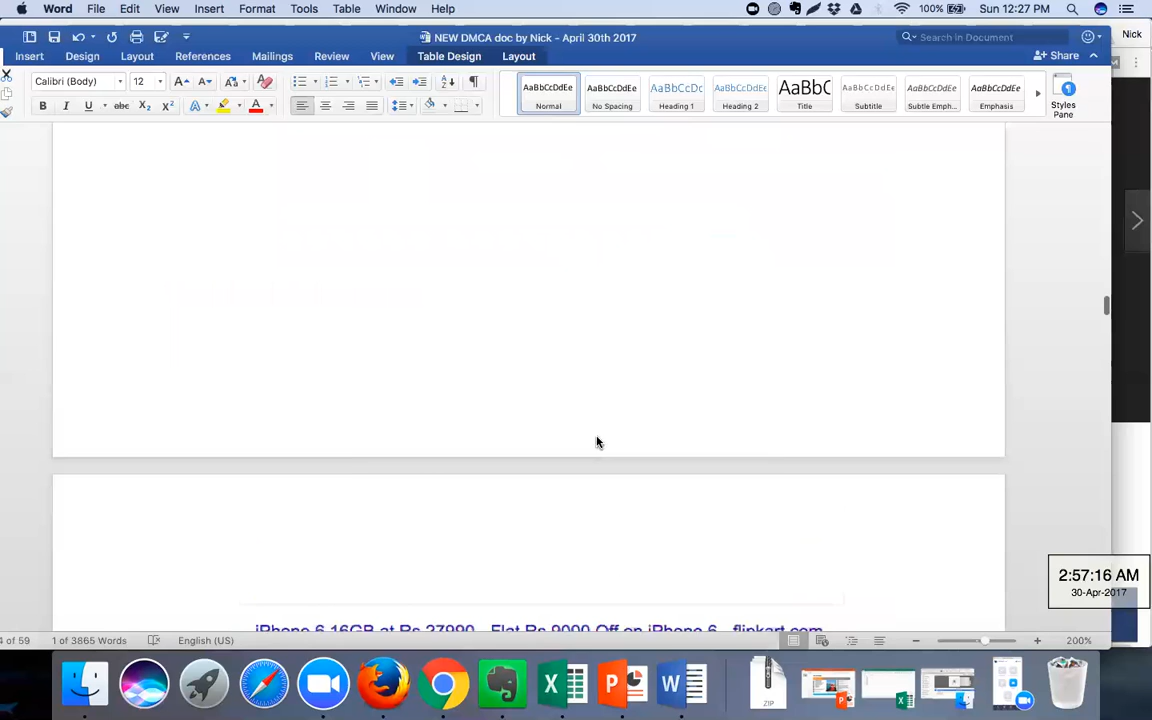 Word File Edit View Insert Format Tools Table Window Help 100% Sun 12:27 PM
NEW DMCA doc by Nick - April 30th 2017 Search in Document Nick
Insert Design Layout References Mailings Review View Table Design Layout Share
Calibri (Body) 12 AaBbCcDdEe AaBbCcDdEe AaBbCcDc AaBbCcDdEe AaBbC AaBbCcDdEe AaBbCcDdEe AaBbCcDdEe
B I U abc X₂ X² A A Normal No Spacing Heading 1 Heading 2 Title Subtitle Subtle Emph... Emphasis Styles Pane
2:57:16 AM
30-Apr-2017
iPhone 6 16GB at Rs 27990 - Flat Rs 9000 Off on iPhone 6 - flipkart.com
of 59 1 of 3865 Words English (US) 200%
ZIP